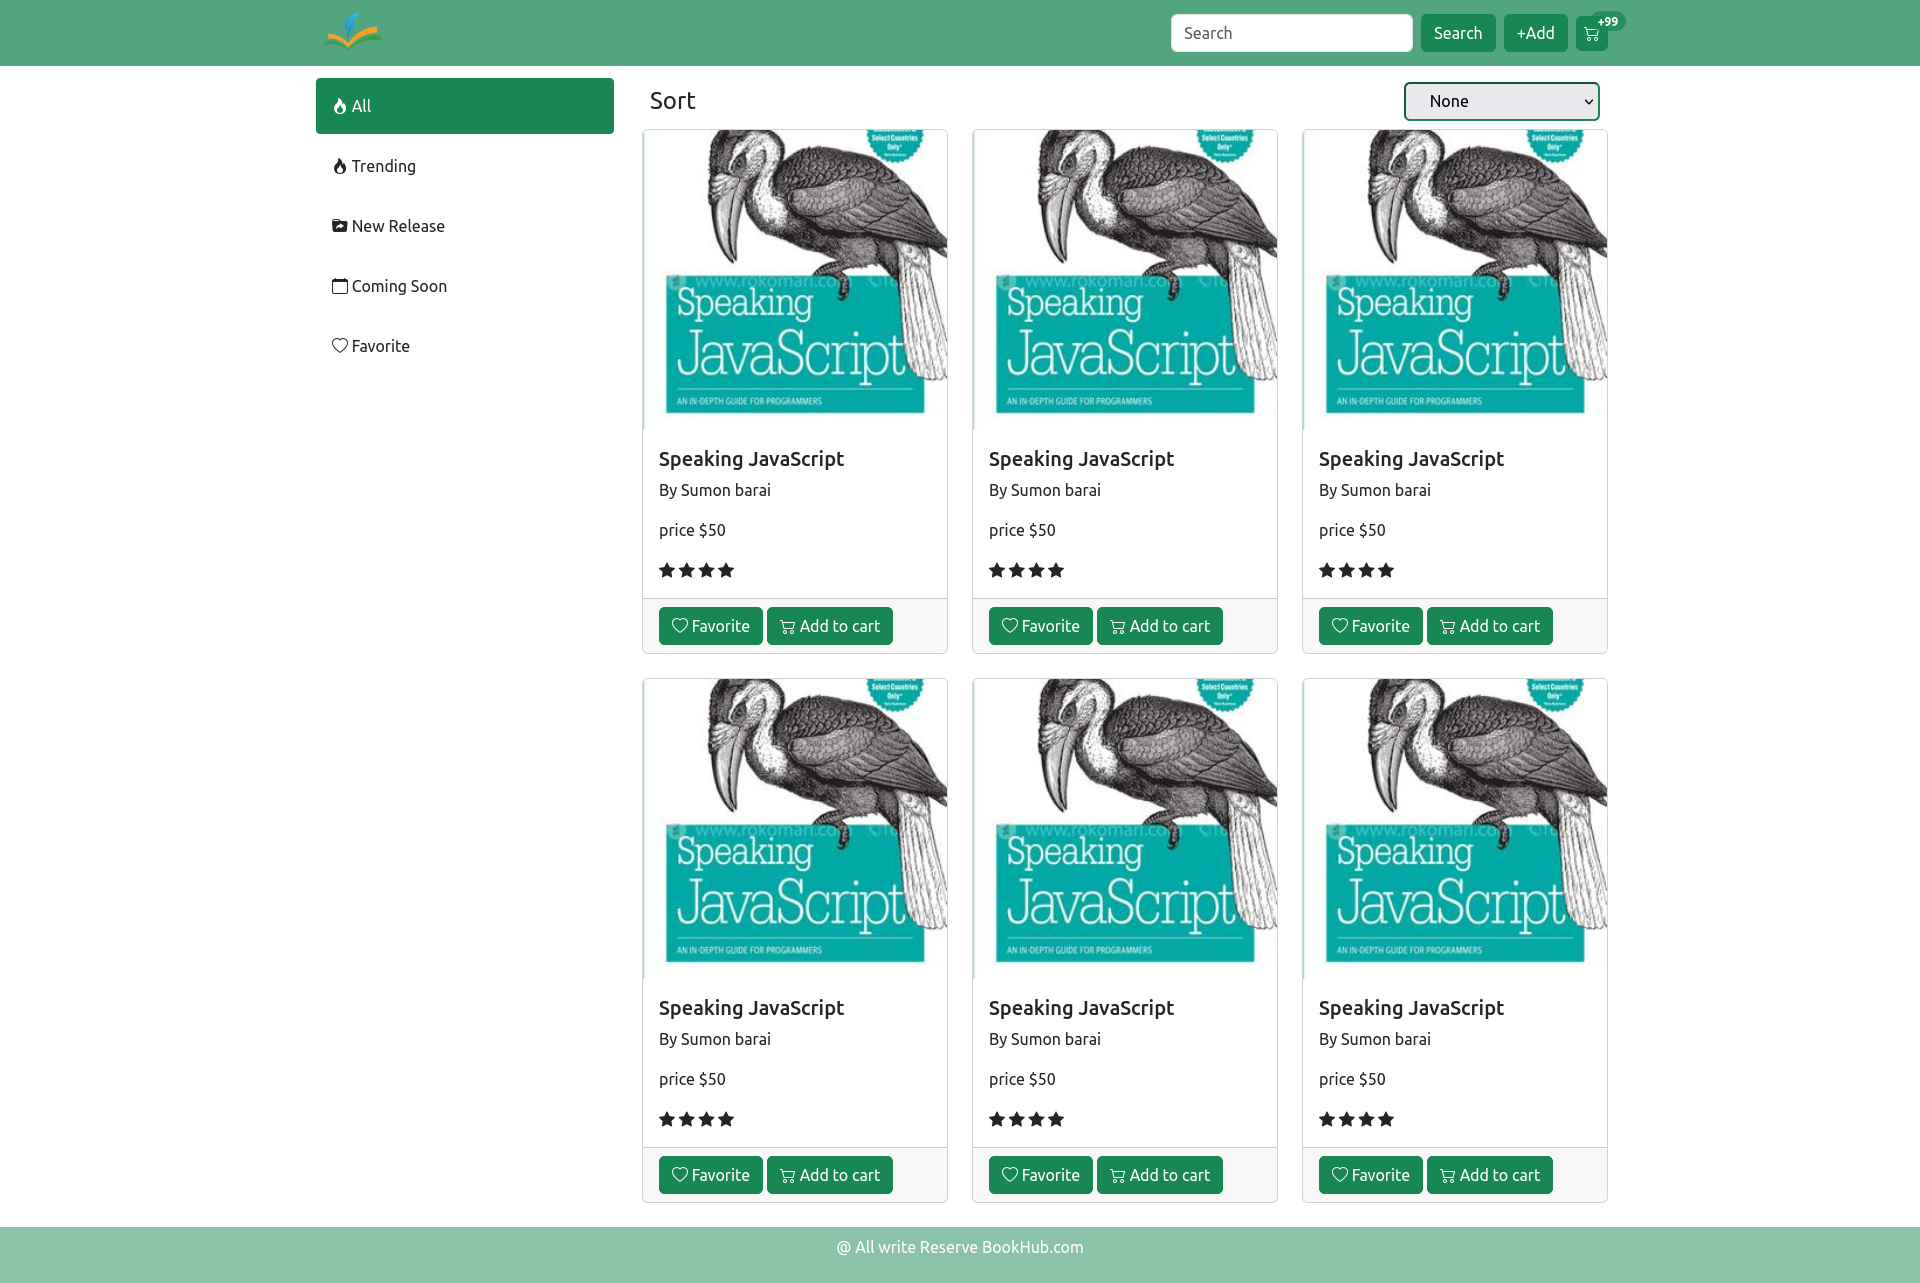 Search
Search
+Add
+99
All
Trending
New Release
Coming Soon
Favorite
Sort
None
Select Countries
Only*
www.rokomari.co
Speaking
JavaScript
AN IN-DEPTH GUIDE FOR PROGRAMMERS
Speaking JavaScript
By Sumon barai
price $50
Favorite
Add to cart
Select Countries
Only*
www.rokomari.co
Speaking
JavaScript
AN IN-DEPTH GUIDE FOR PROGRAMMERS
Speaking JavaScript
By Sumon barai
price $50
Favorite
Add to cart
Select Countries
Only*
www.rokomari.co
Speaking
JavaScript
AN IN-DEPTH GUIDE FOR PROGRAMMERS
Speaking JavaScript
By Sumon barai
price $50
Favorite
Add to cart
Select Countries
Only*
www.rokomari.co
Speaking
JavaScript
AN IN-DEPTH GUIDE FOR PROGRAMMERS
Speaking JavaScript
By Sumon barai
price $50
Favorite
Add to cart
Select Countries
Only*
www.rokomari.co
Speaking
JavaScript
AN IN-DEPTH GUIDE FOR PROGRAMMERS
Speaking JavaScript
By Sumon barai
price $50
Favorite
Add to cart
Select Countries
Only*
www.rokomari.co
Speaking
JavaScript
AN IN-DEPTH GUIDE FOR PROGRAMMERS
Speaking JavaScript
By Sumon barai
price $50
Favorite
Add to cart
@ All write Reserve BookHub.com